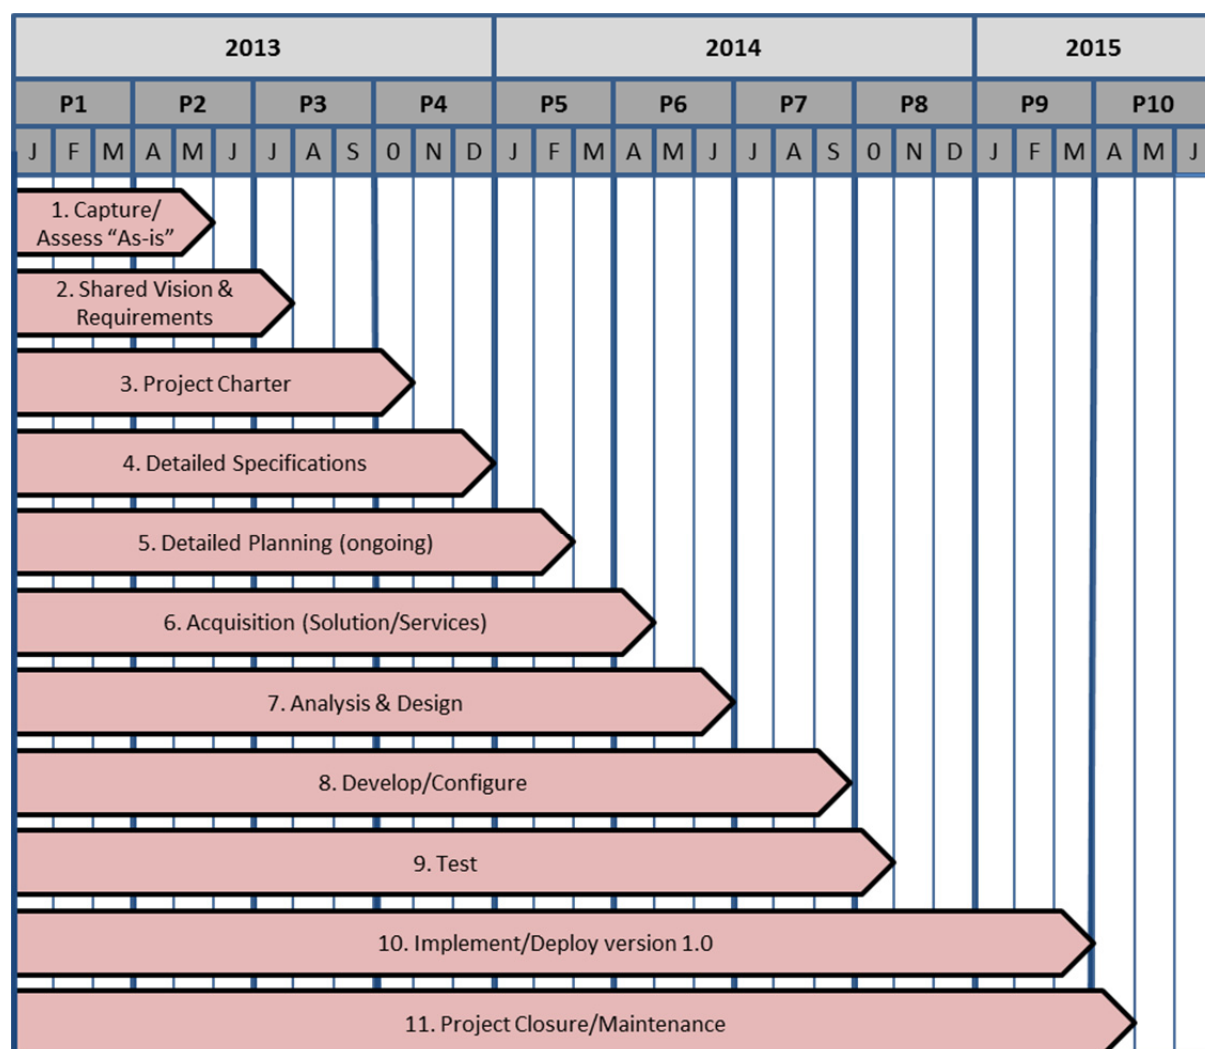 2013 2014 2015
P1 P2 P3 P4 P5 P6 P7 P8 P9 P10
J F M A M J J A S 0 N D J F M A M J J A S 0 N D J F M A M J
1. Capture/
Assess “As-is”
2. Shared Vision &
Requirements
3. Project Charter
4. Detailed Specifications
5. Detailed Planning (ongoing)
6. Acquisition (Solution/Services)
7. Analysis & Design
8. Develop/Configure
9. Test
10. Implement/Deploy version 1.0
11. Project Closure/Maintenance